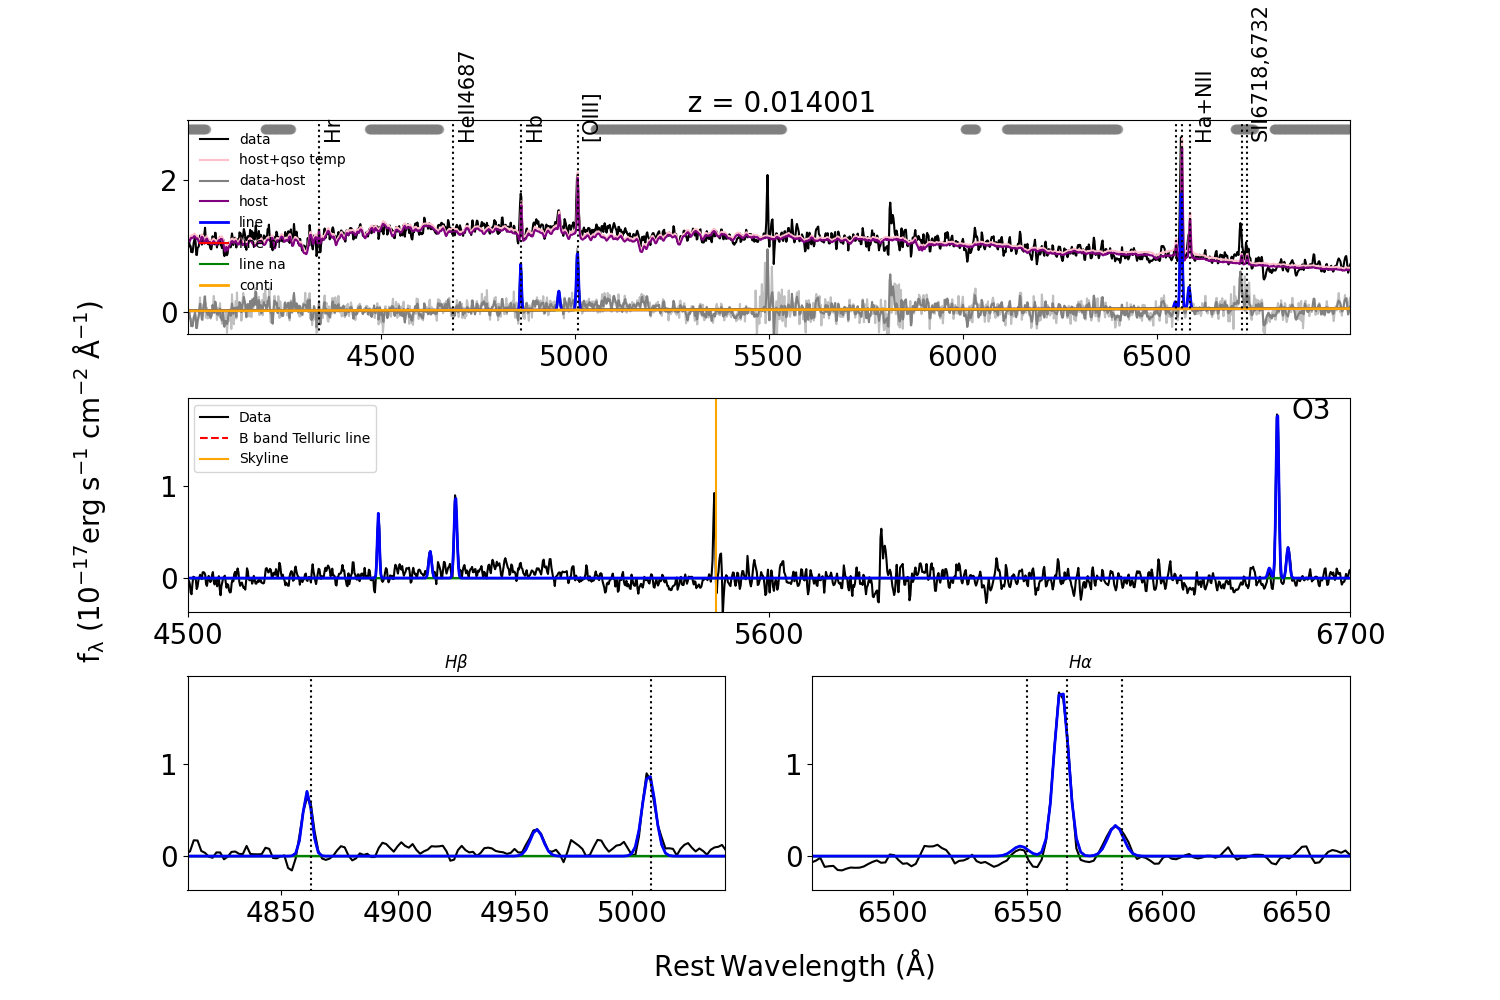 z = 0.014001
Hr
HeII4687
Hb
[OIII]
Ha+NII
SII6718,6732
data
host+qso temp
data-host
host
line
line na
conti
2
0
4500 5000 5500 6000 6500
fλ (10⁻¹⁷erg s⁻¹ cm⁻² Å⁻¹)
O3
Data
B band Telluric line
Skyline
1
0
4500 5600 6700
Hβ
1
0
4850 4900 4950 5000
Hα
1
0
6500 6550 6600 6650
Rest Wavelength (Å)